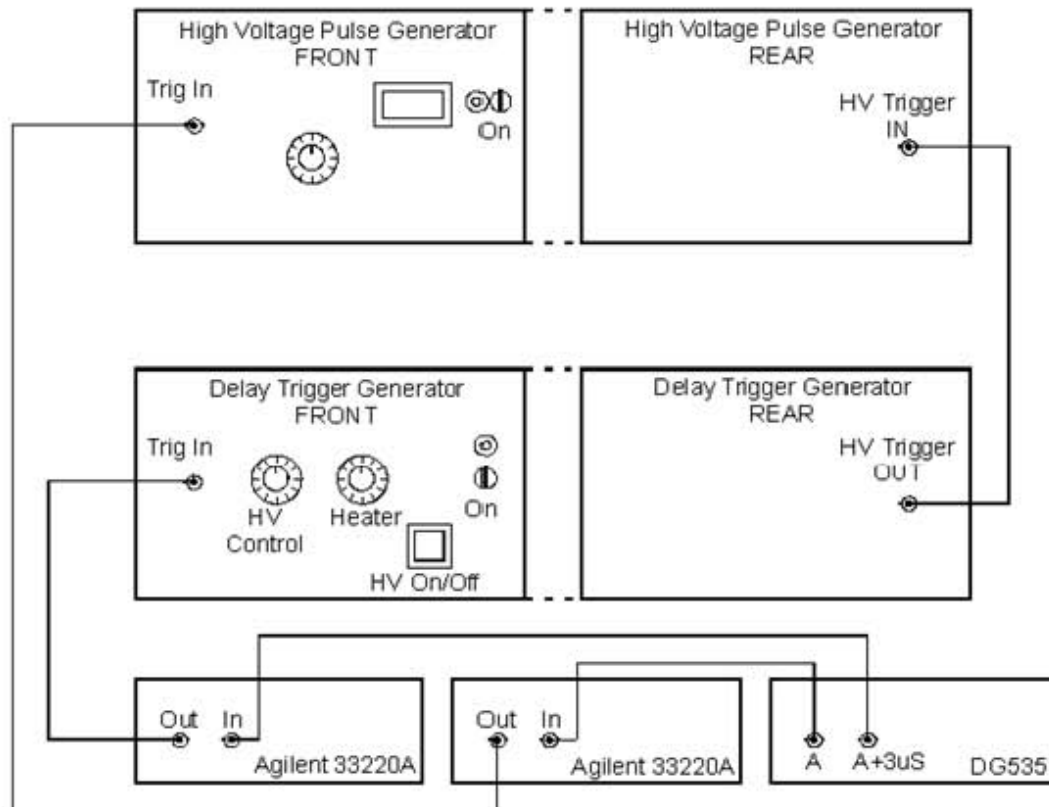 High Voltage Pulse Generator
FRONT
Trig In
On
High Voltage Pulse Generator
REAR
HV Trigger
IN
Delay Trigger Generator
FRONT
Trig In
HV
Control
Heater
On
HV On/Off
Delay Trigger Generator
REAR
HV Trigger
OUT
Out In
Agilent 33220A
Out In
Agilent 33220A
A A+3uS
DG535